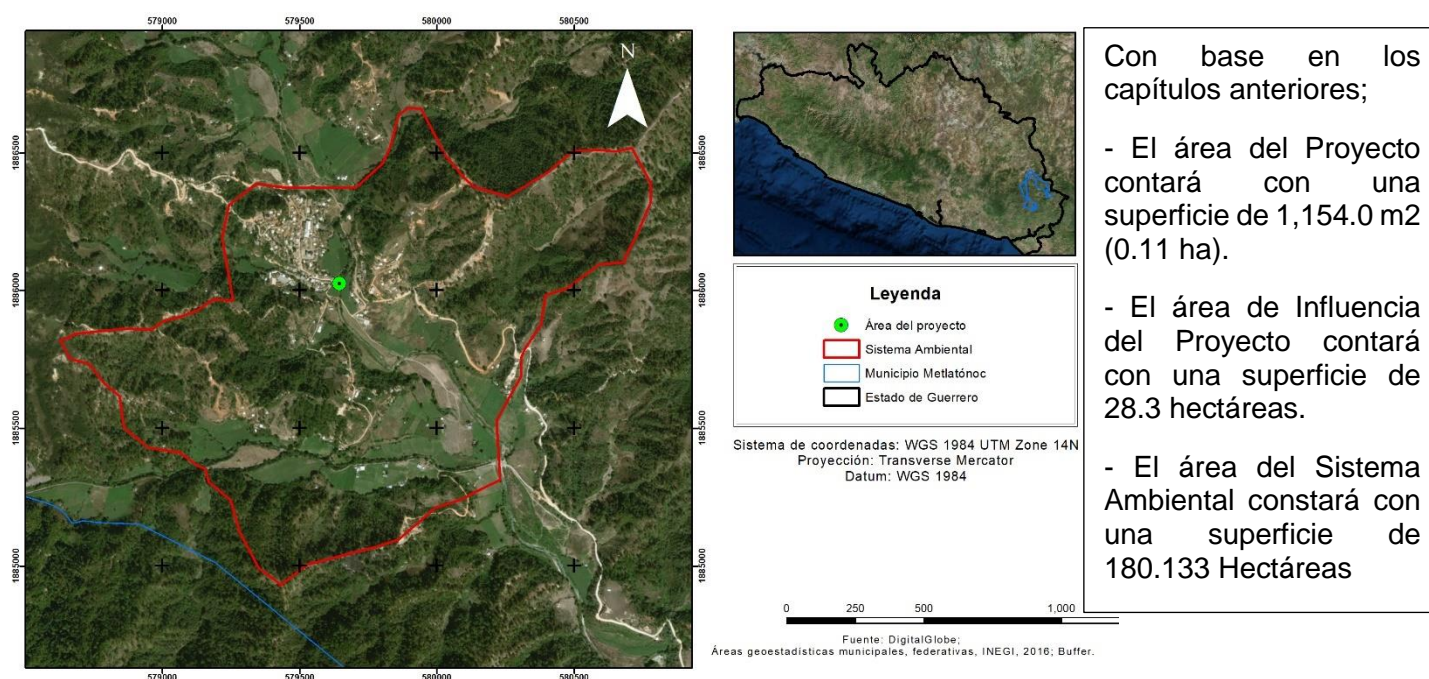 579000 579500 580000 580500
N
1886500 1886500
1886000 1886000
1885500 1885500
1885000 1885000
579000 579500 580000 580500
Leyenda
Área del proyecto
Sistema Ambiental
Municipio Metlatónoc
Estado de Guerrero
Sistema de coordenadas: WGS 1984 UTM Zone 14N
Proyección: Transverse Mercator
Datum: WGS 1984
0 250 500 1,000
Fuente: DigitalGlobe;
Áreas geoestadísticas municipales, federativas, INEGI, 2016; Buffer.
Con base en los
capítulos anteriores;
- El área del Proyecto
contará con una
superficie de 1,154.0 m2
(0.11 ha).
- El área de Influencia
del Proyecto contará
con una superficie de
28.3 hectáreas.
- El área del Sistema
Ambiental constará con
una superficie de
180.133 Hectáreas